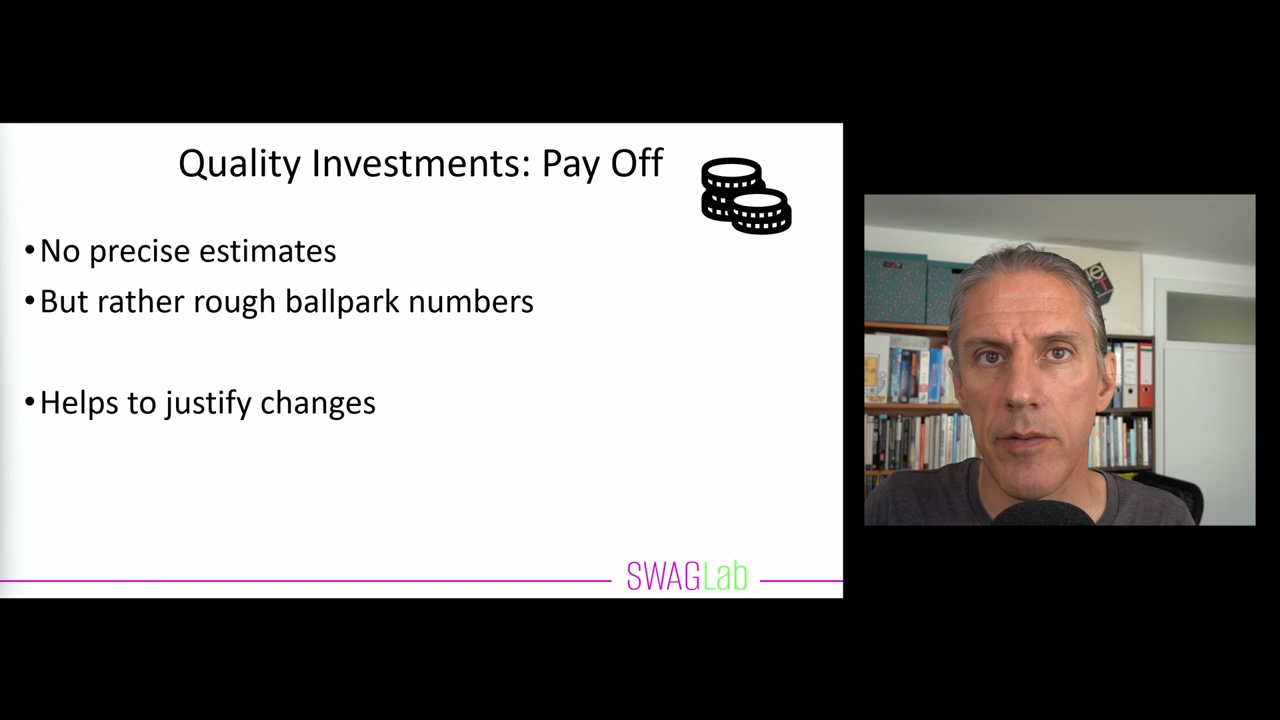 Quality Investments: Pay Off
•No precise estimates
•But rather rough ballpark numbers
•Helps to justify changes
SWAGLab